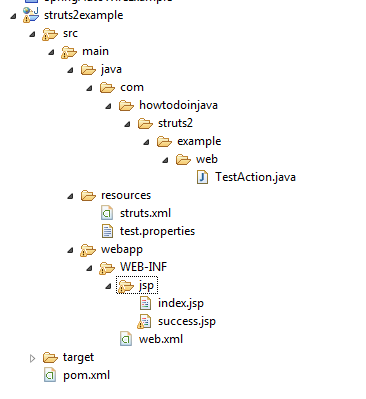 struts2example
src
main
java
com
howtodoinjava
struts2
example
web
TestAction.java
resources
struts.xml
test.properties
webapp
WEB-INF
jsp
index.jsp
success.jsp
web.xml
target
pom.xml